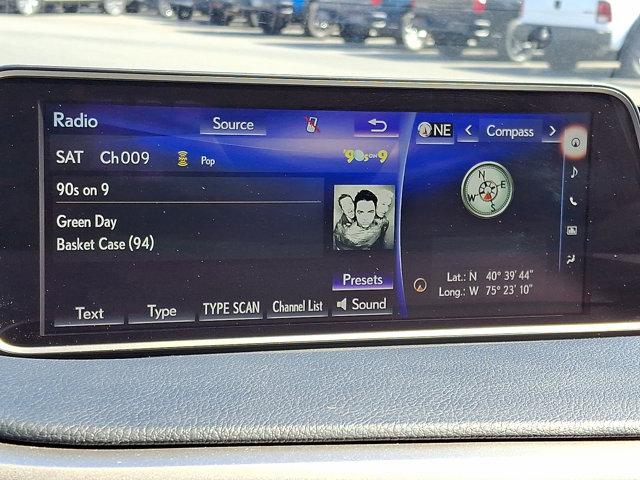 Radio
Source
NE
<
Compass
>
SAT Ch009
Pop
'90s ON 9
90s on 9
Green Day
Basket Case (94)
N
E
W
S
Presets
Lat.: N 40° 39' 44"
Long.: W 75° 23' 10"
Text
Type
TYPE SCAN
Channel List
Sound